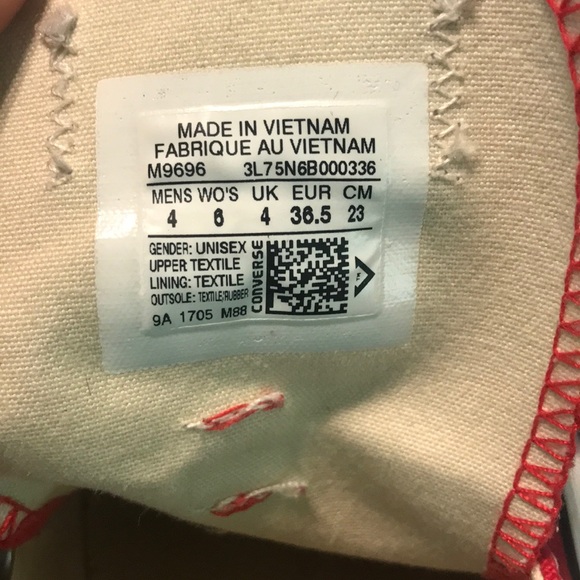 MADE IN VIETNAM
FABRIQUE AU VIETNAM
M9696 3L75N6B000336
MENS WO'S UK EUR CM
4 6 4 36.5 23
GENDER: UNISEX
UPPER TEXTILE
LINING: TEXTILE
OUTSOLE: TEXTILE/RUBBER
9A 1705 M88
CONVERSE